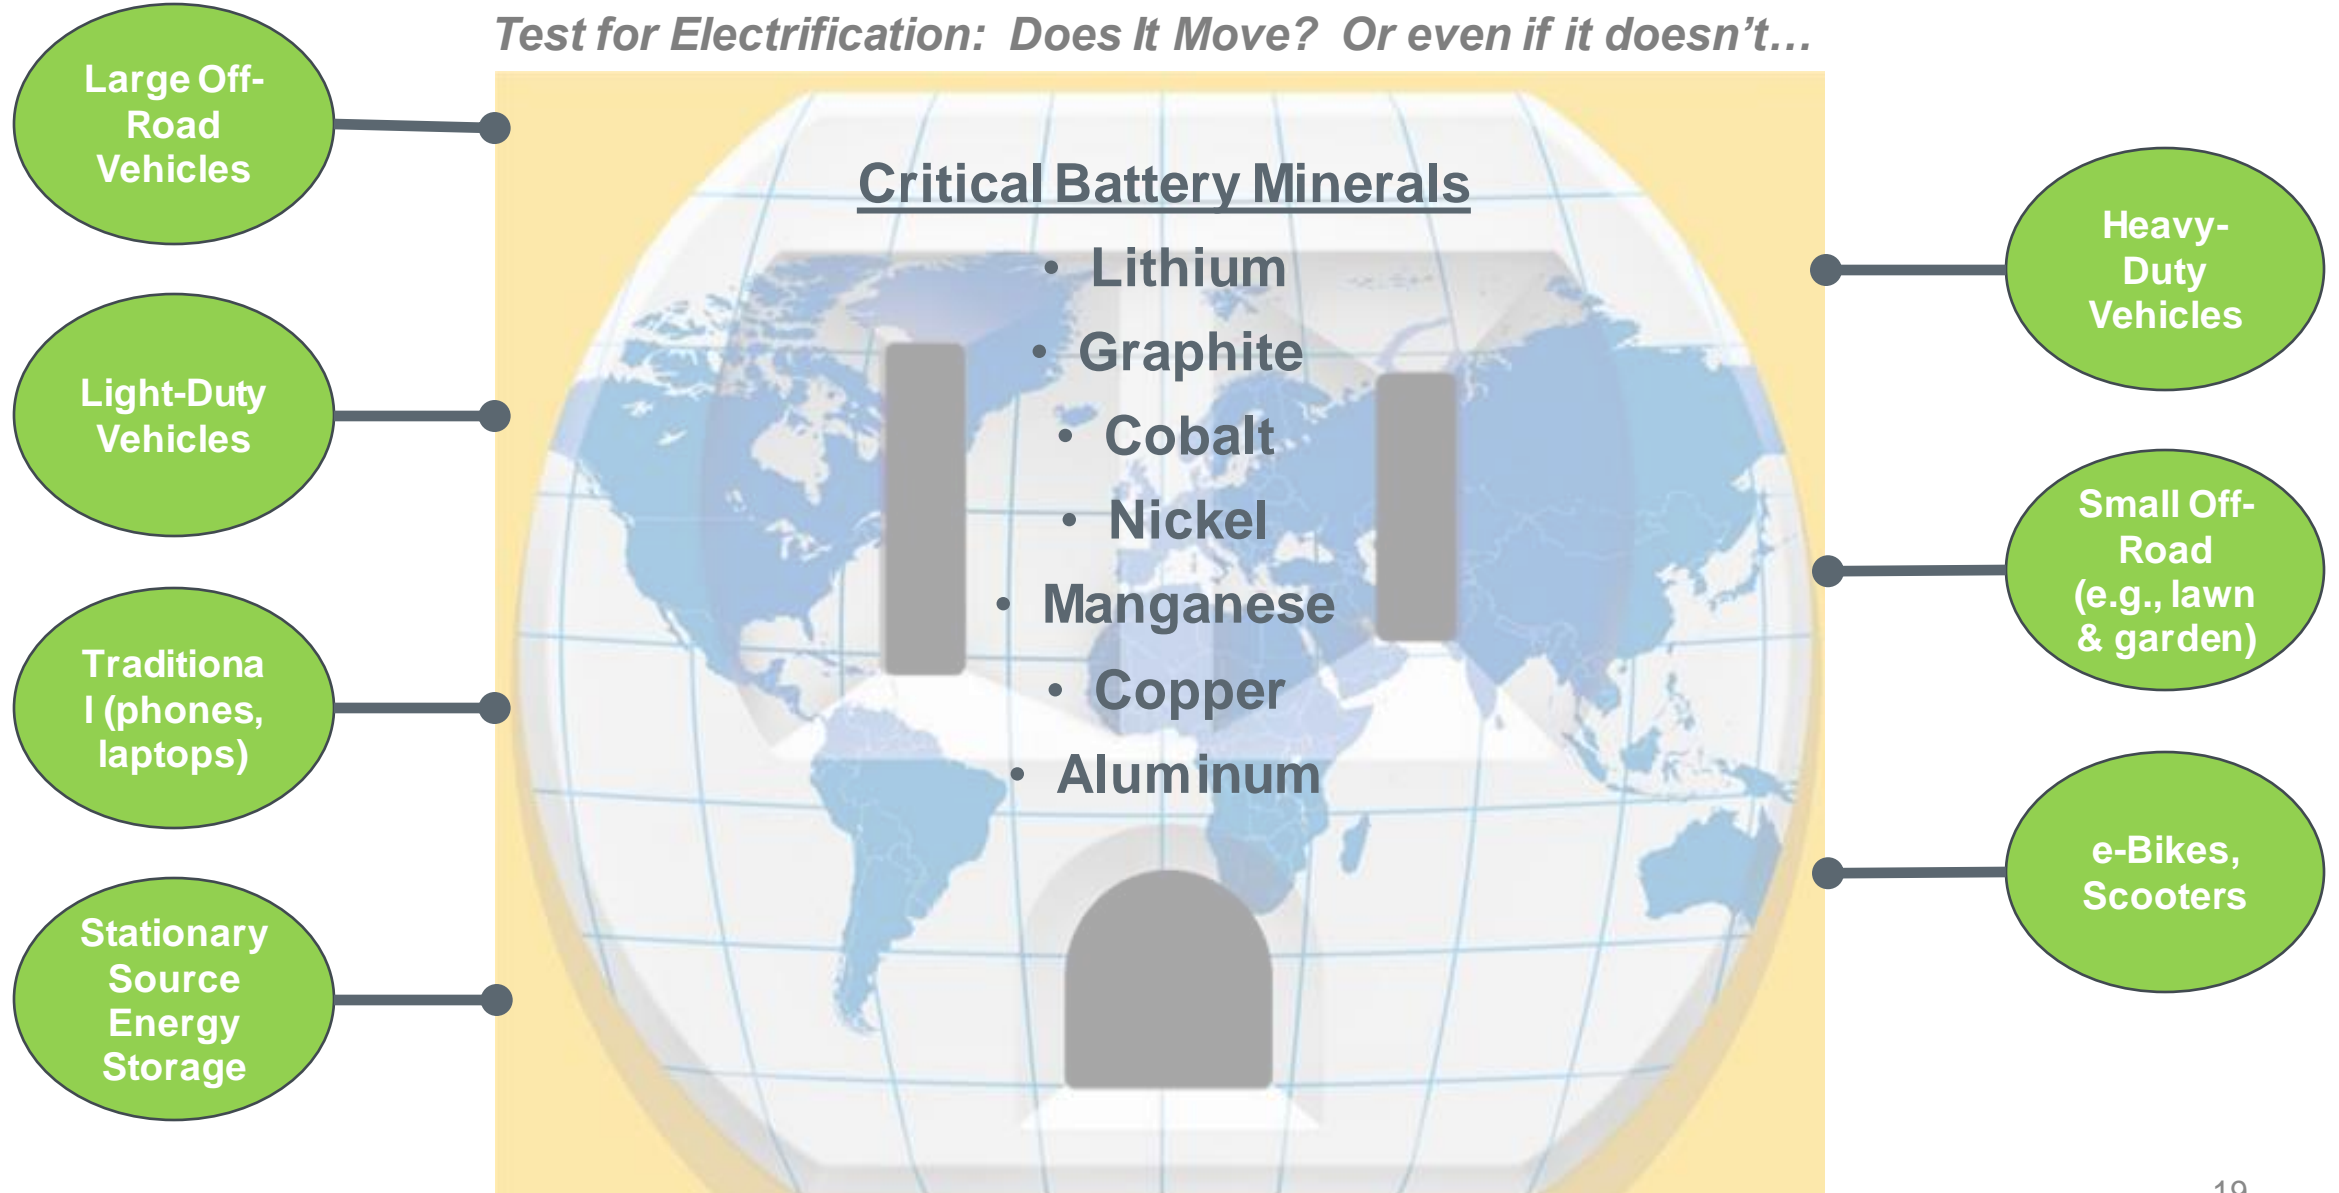 Test for Electrification: Does It Move? Or even if it doesn't…
Large Off-
Road
Vehicles
Light-Duty
Vehicles
Traditiona
l (phones,
laptops)
Stationary
Source
Energy
Storage
Critical Battery Minerals
• Lithium
• Graphite
• Cobalt
• Nickel
• Manganese
• Copper
• Aluminum
Heavy-
Duty
Vehicles
Small Off-
Road
(e.g., lawn
& garden)
e-Bikes,
Scooters
19